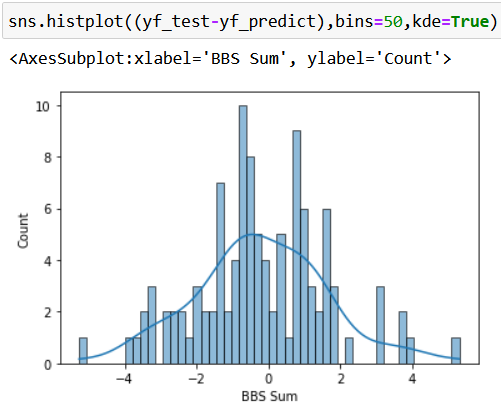 sns.histplot((yf_test-yf_predict),bins=50,kde=True)
<AxesSubplot:xlabel='BBS Sum', ylabel='Count'>
10
8
6
4
2
0
Count
−4 −2 0 2 4
BBS Sum